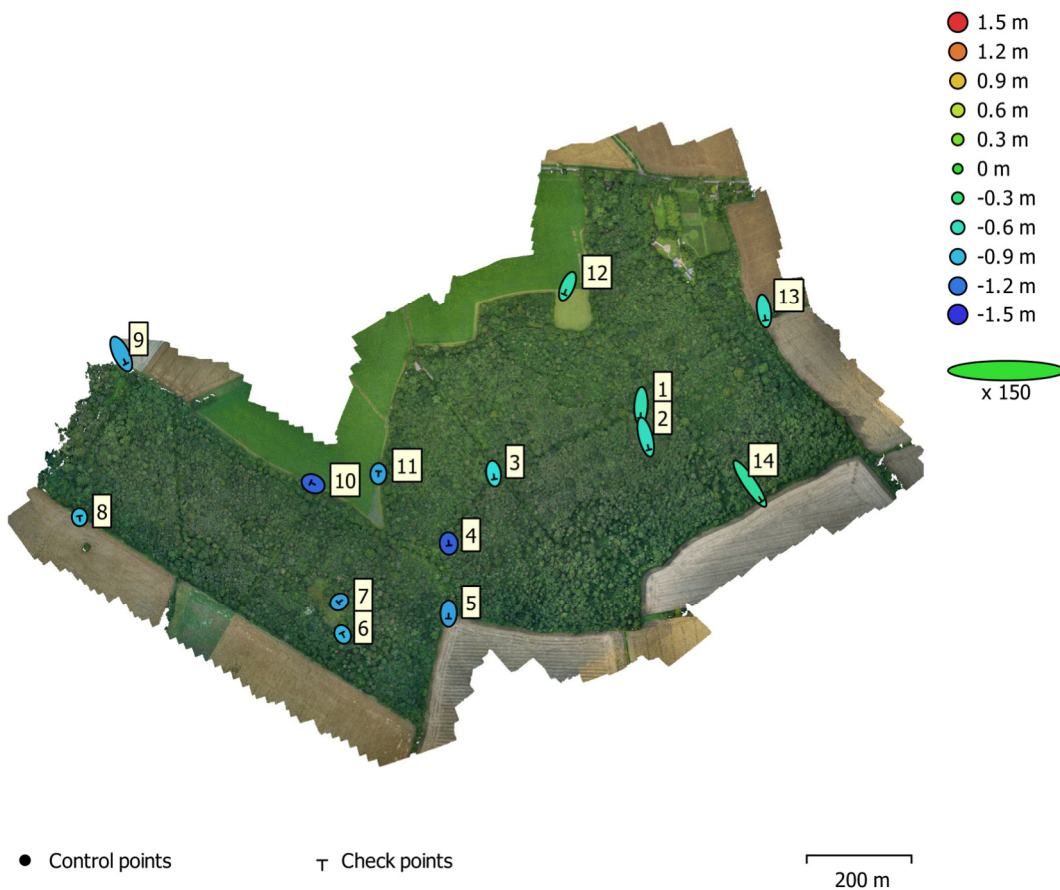 1.5 m
1.2 m
0.9 m
0.6 m
0.3 m
0 m
-0.3 m
-0.6 m
-0.9 m
-1.2 m
-1.5 m
x 150
12
13
9
1
2
3
11
10
14
8
4
7
5
6
Control points
Check points
200 m